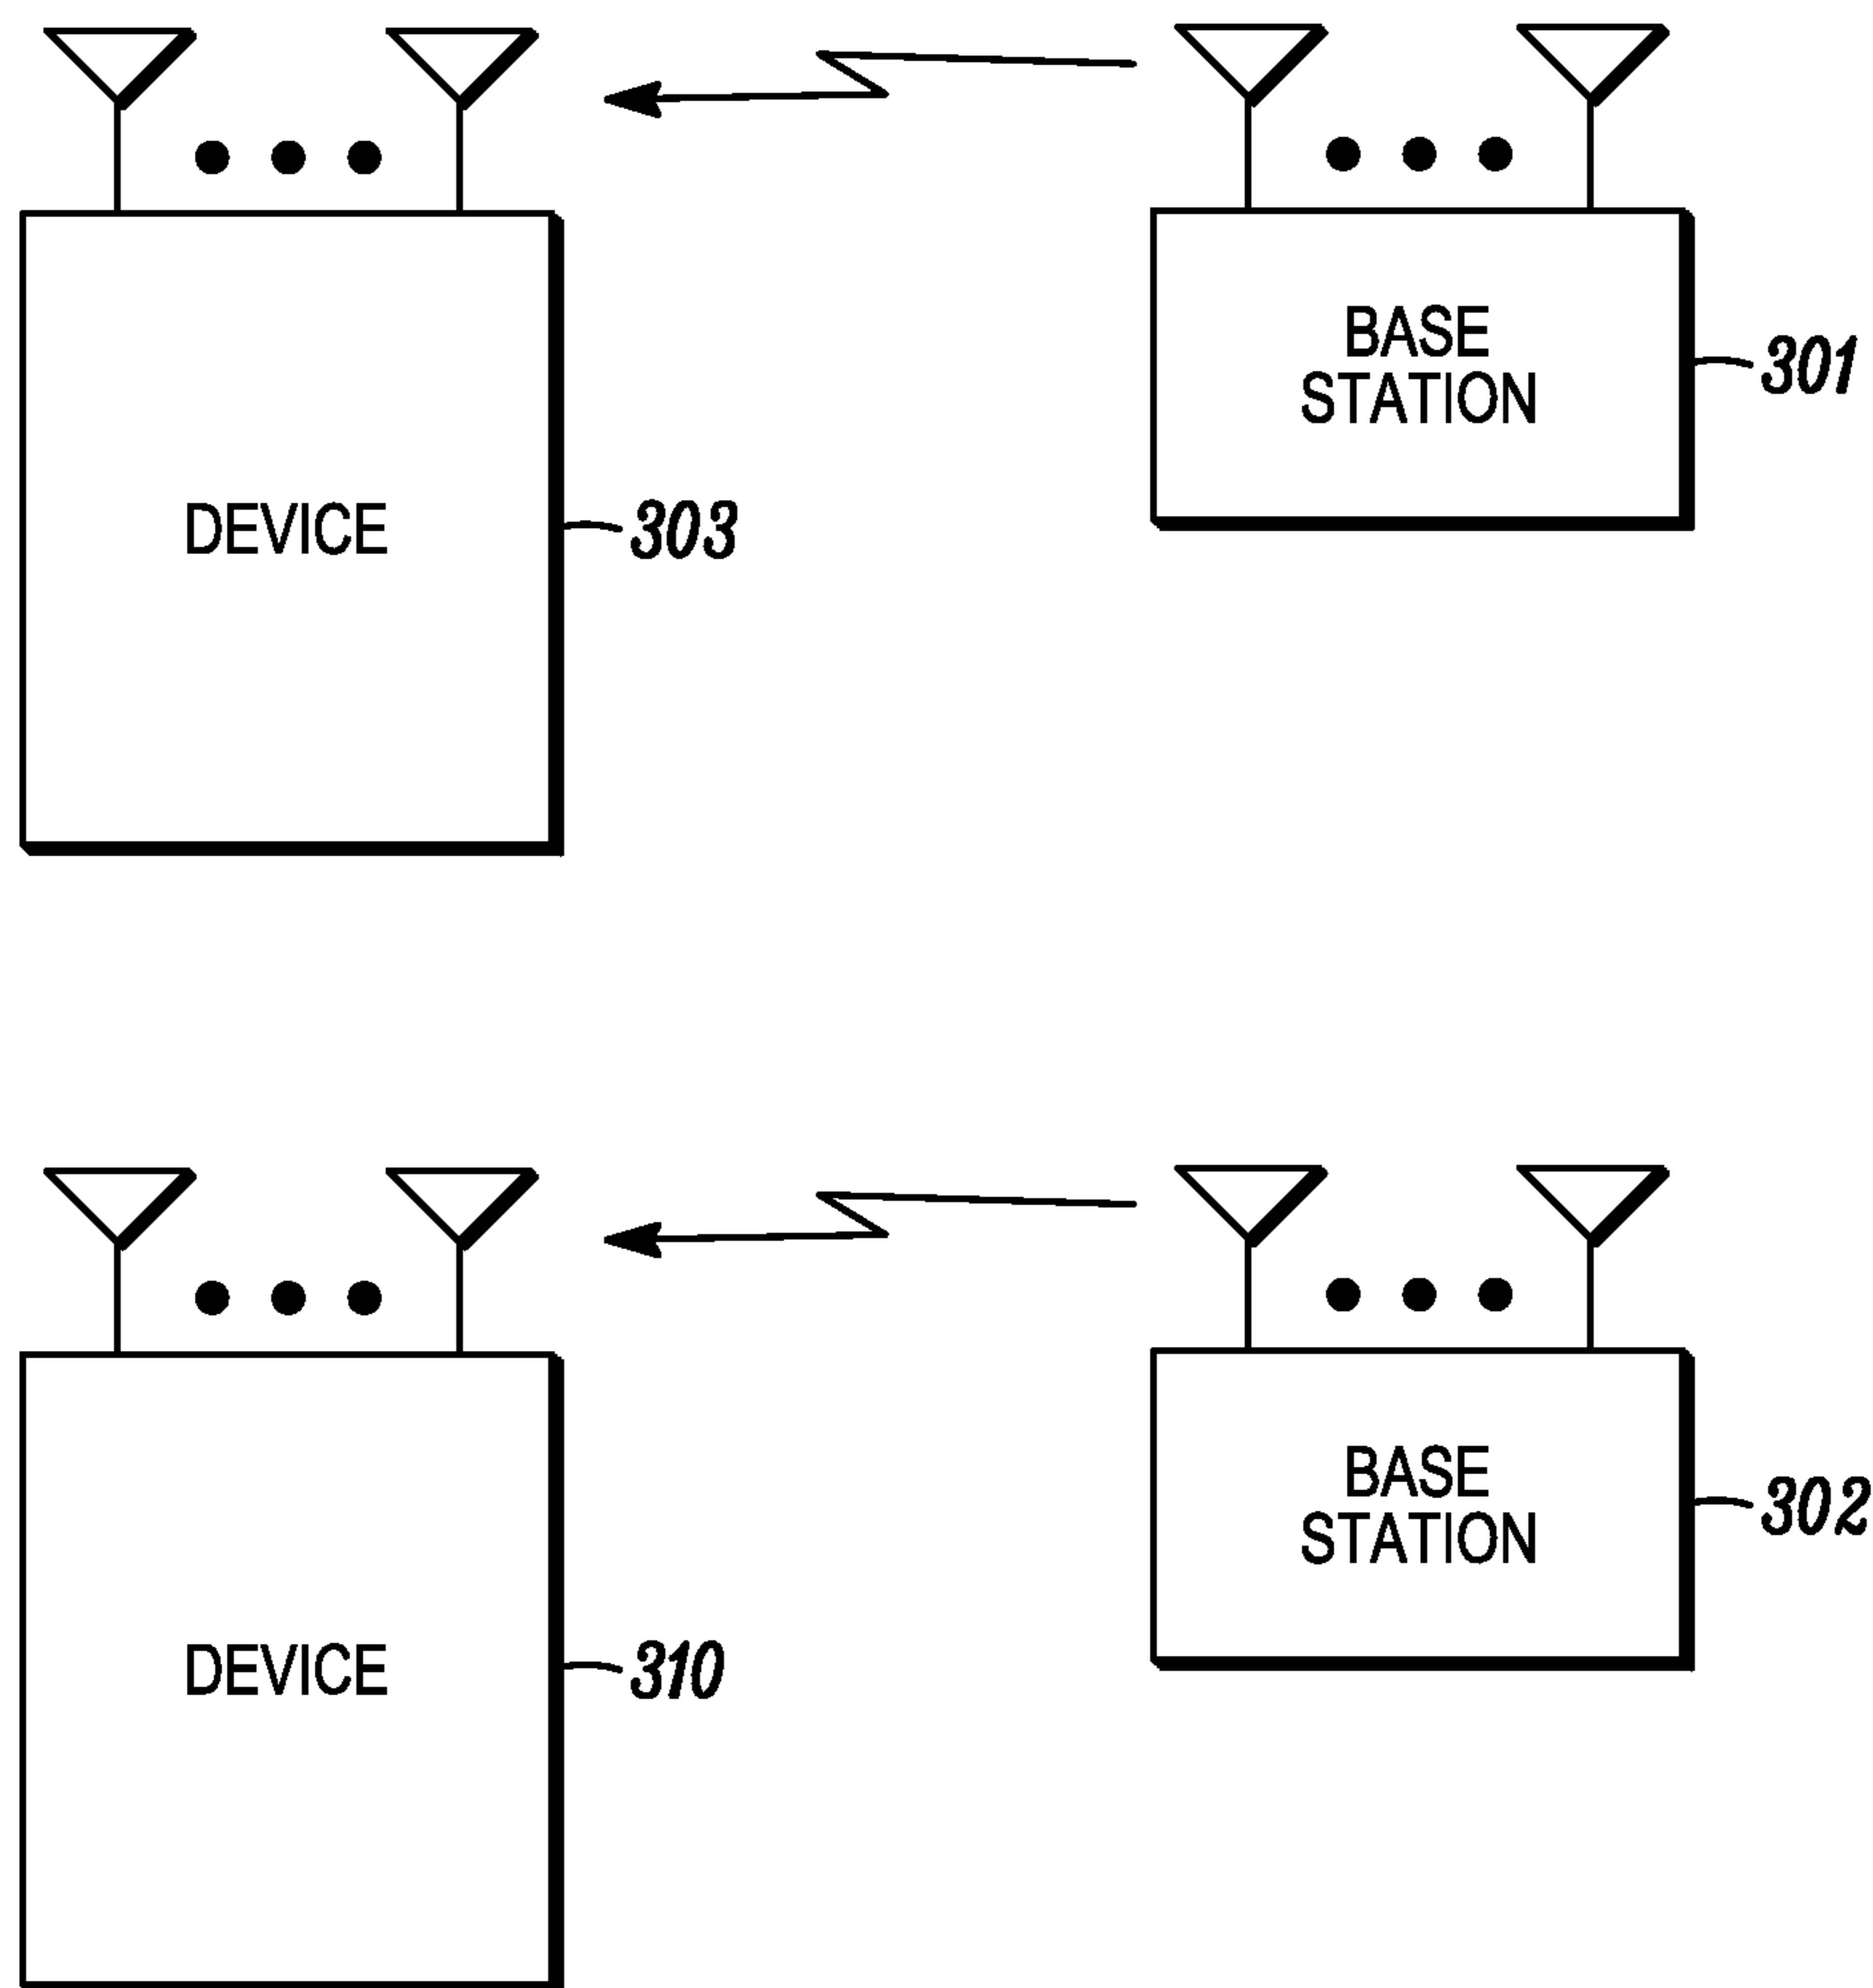 BASE
STATION
301
DEVICE
303
BASE
STATION
302
DEVICE
310